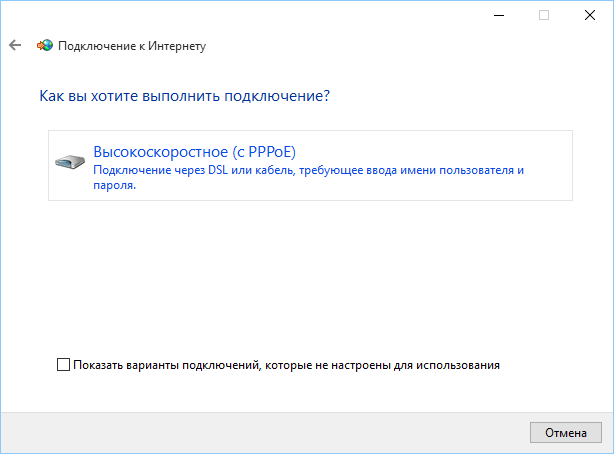 Подключение к Интернету
Как вы хотите выполнить подключение?
Высокоскоростное (с PPPoE)
Подключение через DSL или кабель, требующее ввода имени пользователя и
пароля.
Показать варианты подключений, которые не настроены для использования
Отмена